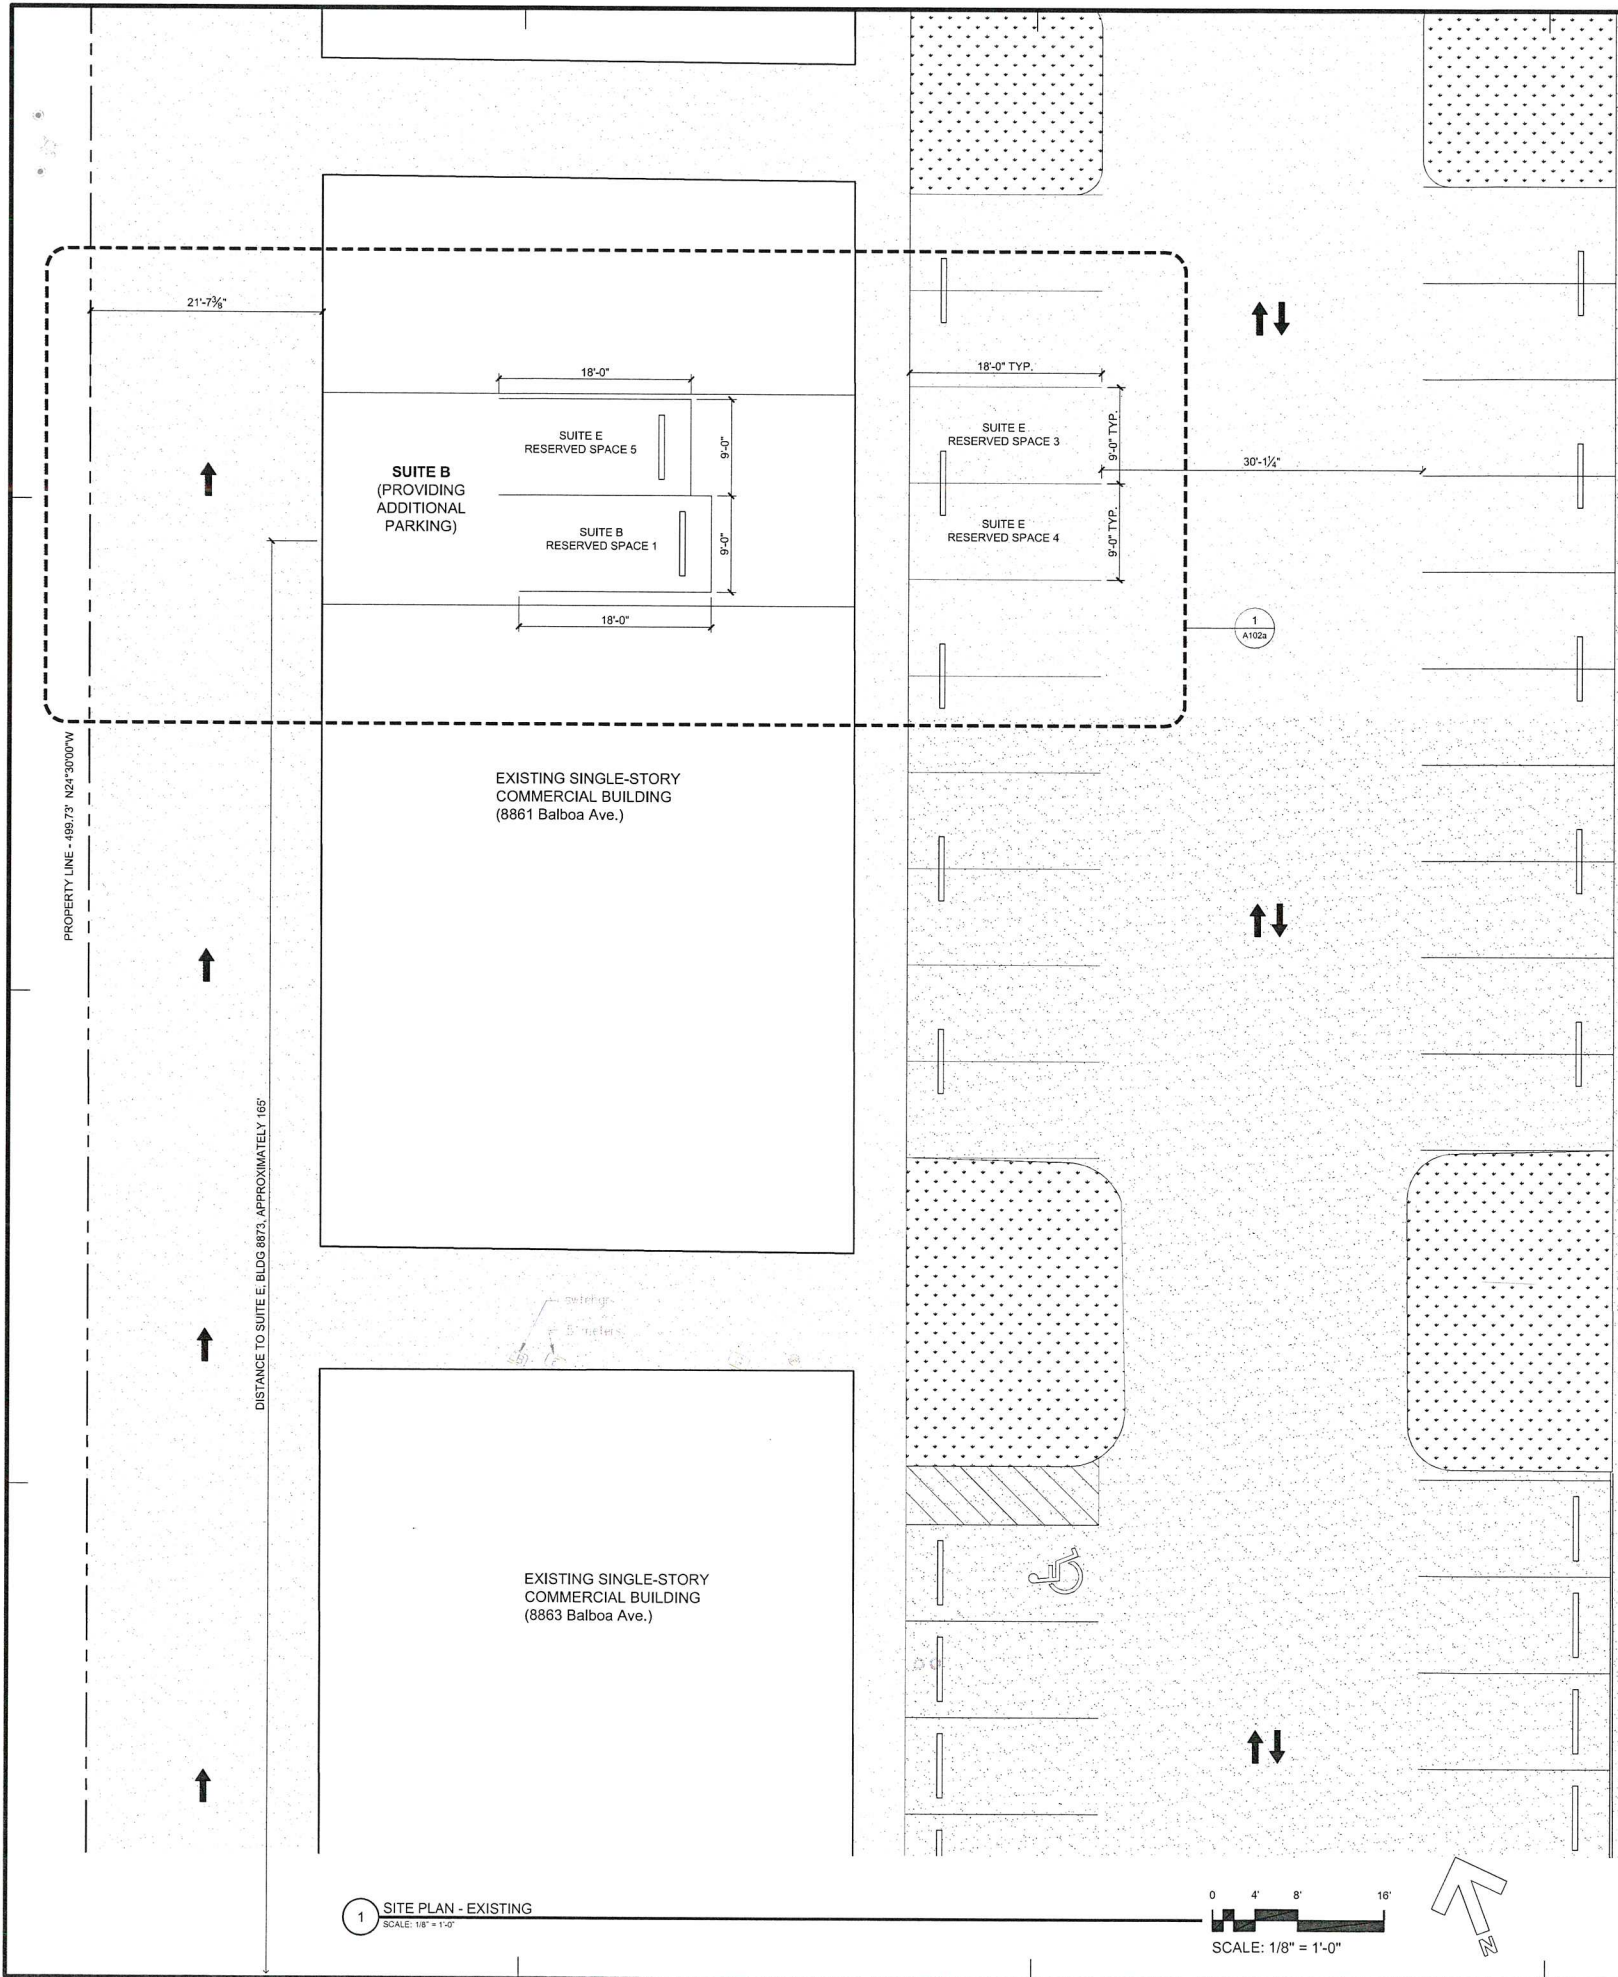 21'-7⅜"
18'-0"
18'-0" TYP.
SUITE E
RESERVED SPACE 5
9'-0"
SUITE B
(PROVIDING
ADDITIONAL
PARKING)
SUITE B
RESERVED SPACE 1
9'-0"
18'-0"
SUITE E
RESERVED SPACE 3
9'-0" TYP.
30'-1¼"
SUITE E
RESERVED SPACE 4
9'-0" TYP.
1
A102a
PROPERTY LINE - 499.73' N24°30'00"W
EXISTING SINGLE-STORY
COMMERCIAL BUILDING
(8861 Balboa Ave.)
DISTANCE TO SUITE E, BLDG 8873, APPROXIMATELY 165'
EXISTING SINGLE-STORY
COMMERCIAL BUILDING
(8863 Balboa Ave.)
1
SITE PLAN - EXISTING
SCALE: 1/8" = 1'-0"
0 4' 8' 16'
SCALE: 1/8" = 1'-0"
N